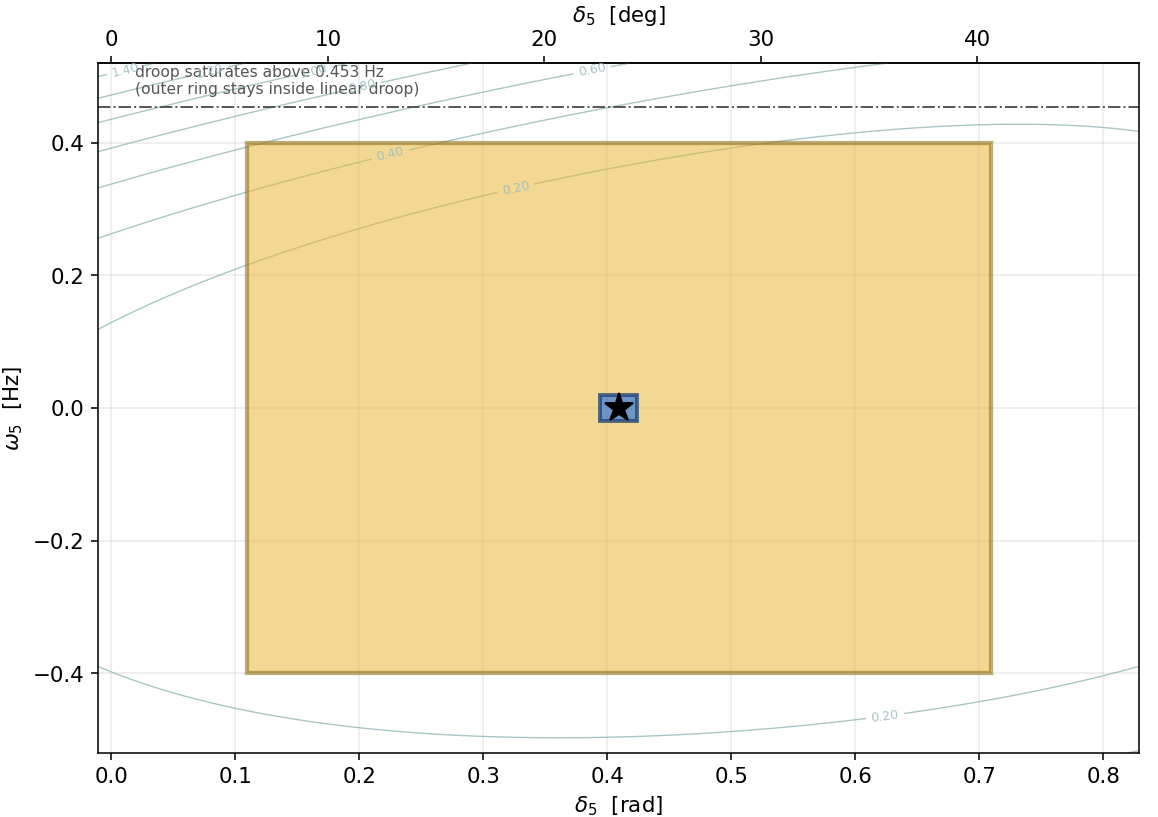 δ5 [deg]
0 10 20 30 40
droop saturates above 0.453 Hz
(outer ring stays inside linear droop)
1.40
0.80
0.60
0.40
0.20
0.20
ω5 [Hz]
0.4
0.2
0.0
−0.2
−0.4
0.0 0.1 0.2 0.3 0.4 0.5 0.6 0.7 0.8
δ5 [rad]